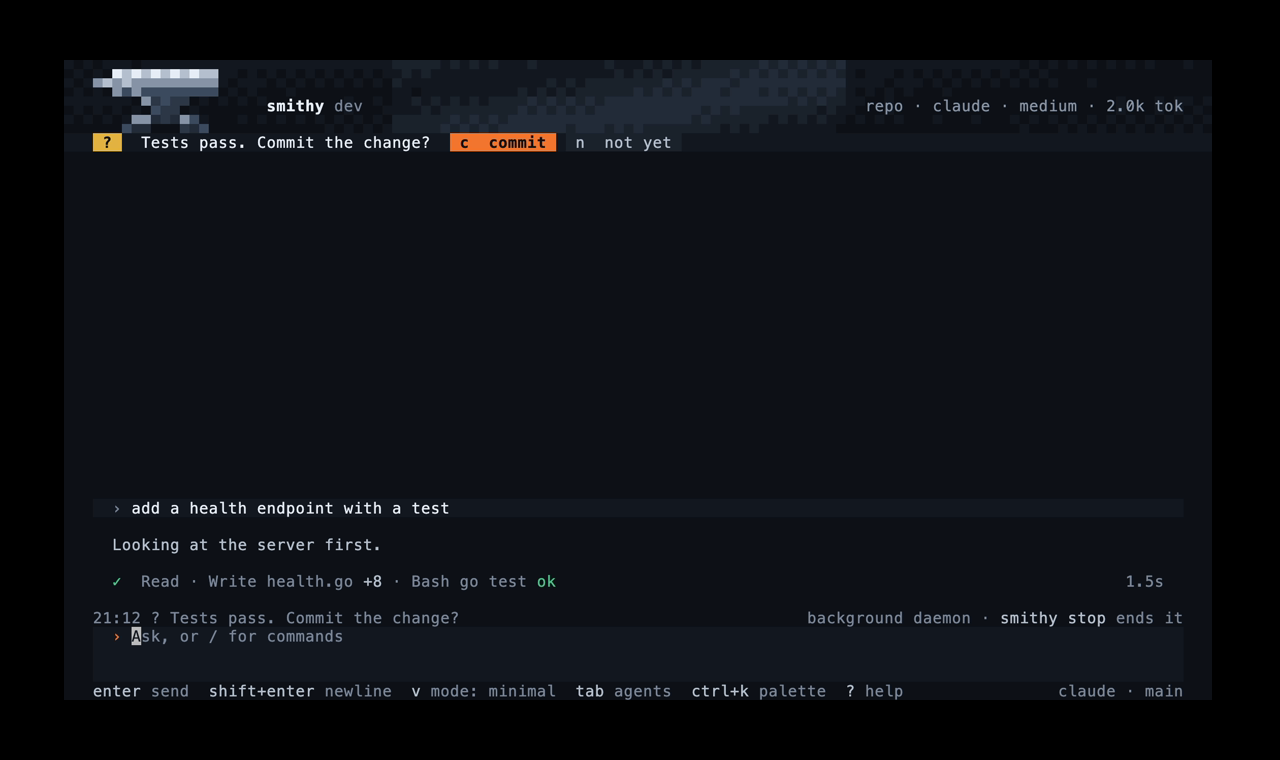 smithy dev repo · claude · medium · 2.0k tok
? Tests pass. Commit the change? c commit n not yet
› add a health endpoint with a test
Looking at the server first.
✓ Read · Write health.go +8 · Bash go test ok 1.5s
21:12 ? Tests pass. Commit the change? background daemon · smithy stop ends it
› Ask, or / for commands
enter send shift+enter newline v mode: minimal tab agents ctrl+k palette ? help claude · main